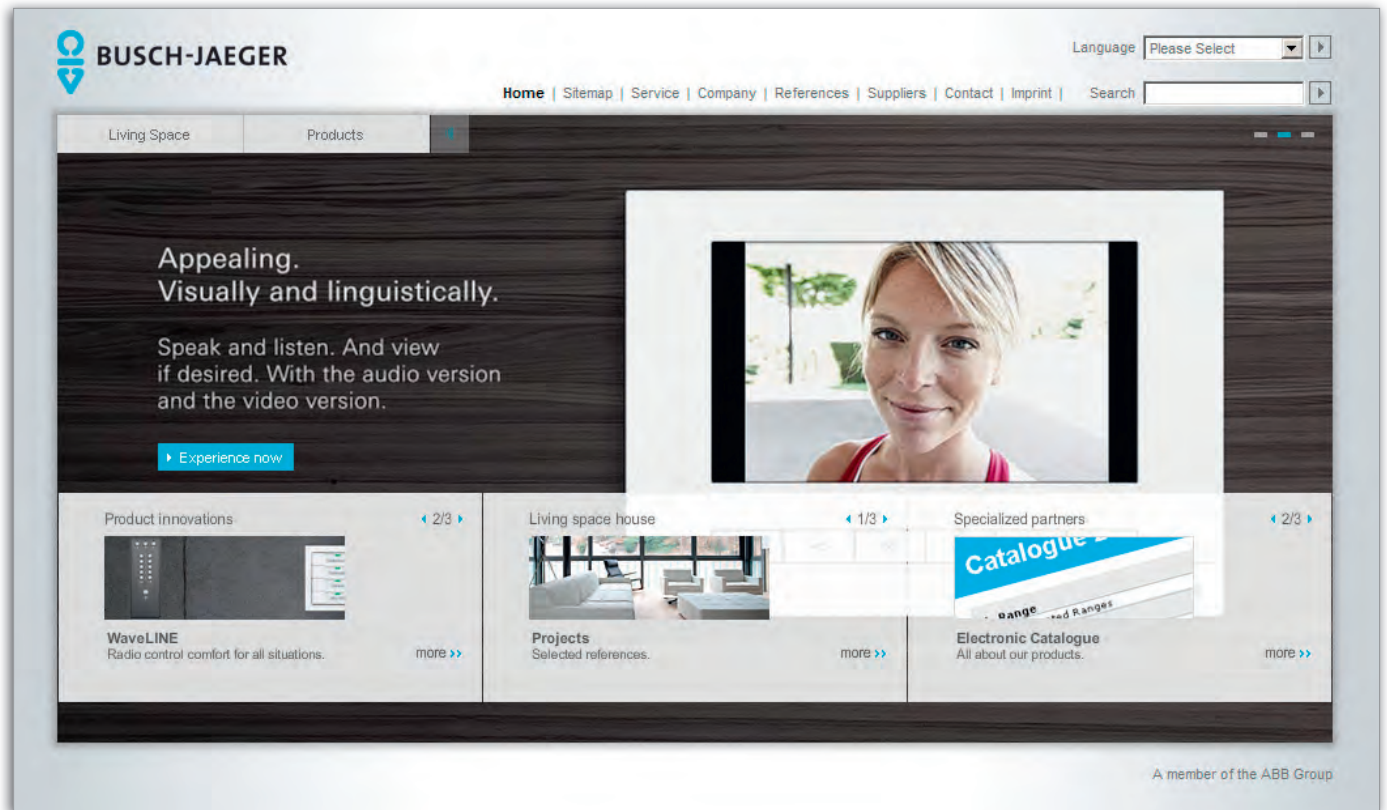 BUSCH-JAEGER
Language Please Select
Home | Sitemap | Service | Company | References | Suppliers | Contact | Imprint | Search
Living Space Products
Appealing.
Visually and linguistically.
Speak and listen. And view
if desired. With the audio version
and the video version.
Experience now
Product innovations 2/3
WaveLINE
Radio control comfort for all situations. more >>
Living space house 1/3
Projects
Selected references. more >>
Specialized partners 2/3
Catalogue
Range
Ranges
Electronic Catalogue
All about our products. more >>
A member of the ABB Group